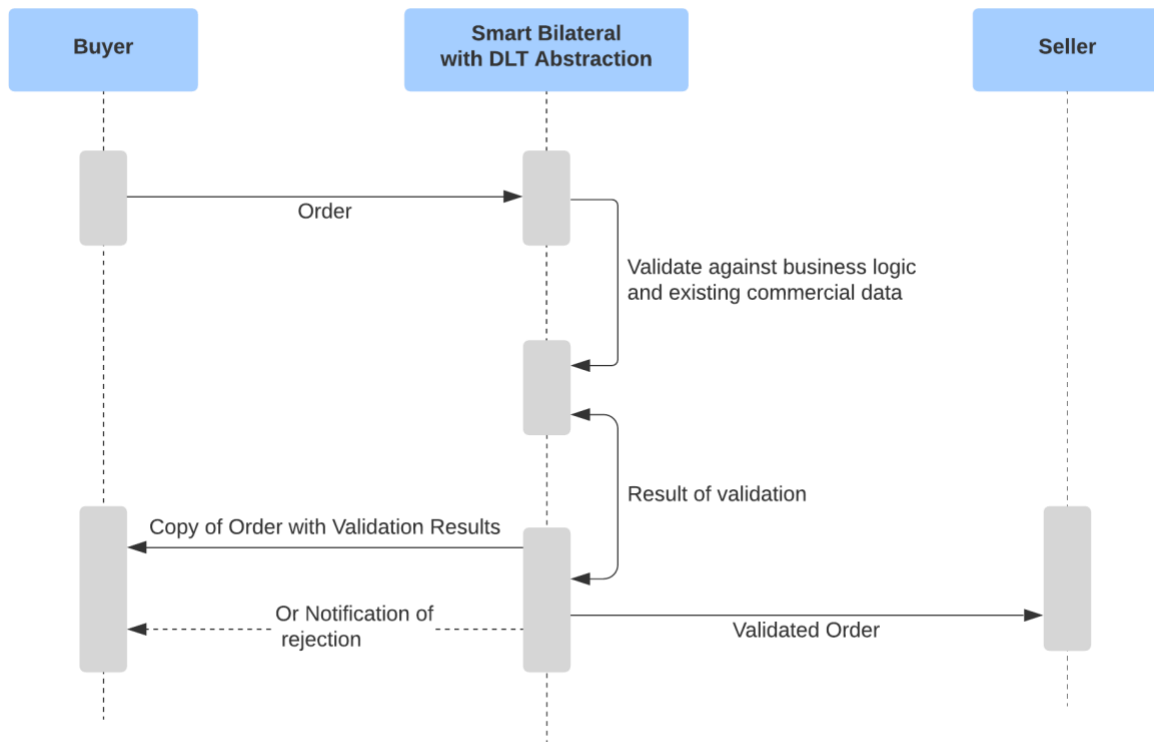 Buyer
Smart Bilateral
with DLT Abstraction
Seller
Order
Validate against business logic
and existing commercial data
Result of validation
Copy of Order with Validation Results
Or Notification of
rejection
Validated Order